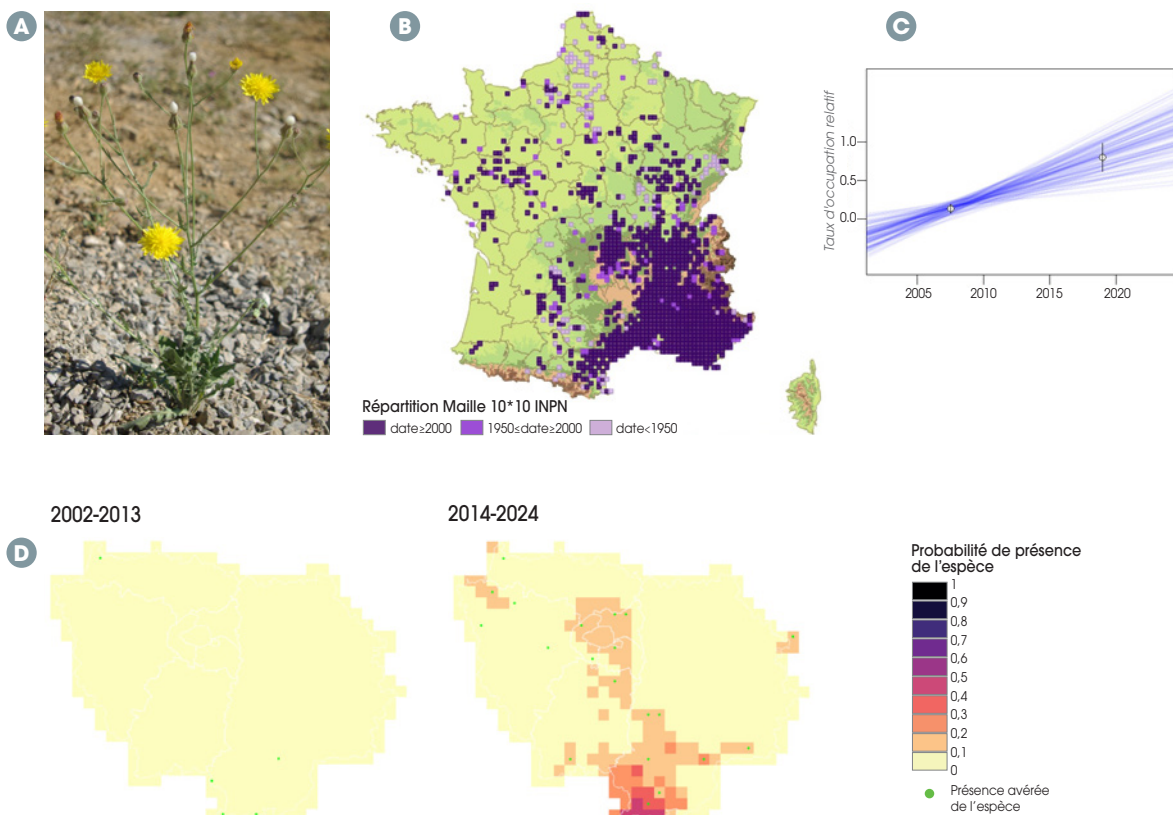 A
B
C
Répartition Maille 10*10 INPN
date≥2000 1950≤date≥2000 date<1950
Taux d'occupation relatif
1.0
0.5
0.0
2005 2010 2015 2020
2002-2013
2014-2024
D
Probabilité de présence
de l'espèce
1
0,9
0,8
0,7
0,6
0,5
0,4
0,3
0,2
0,1
0
Présence avérée
de l'espèce